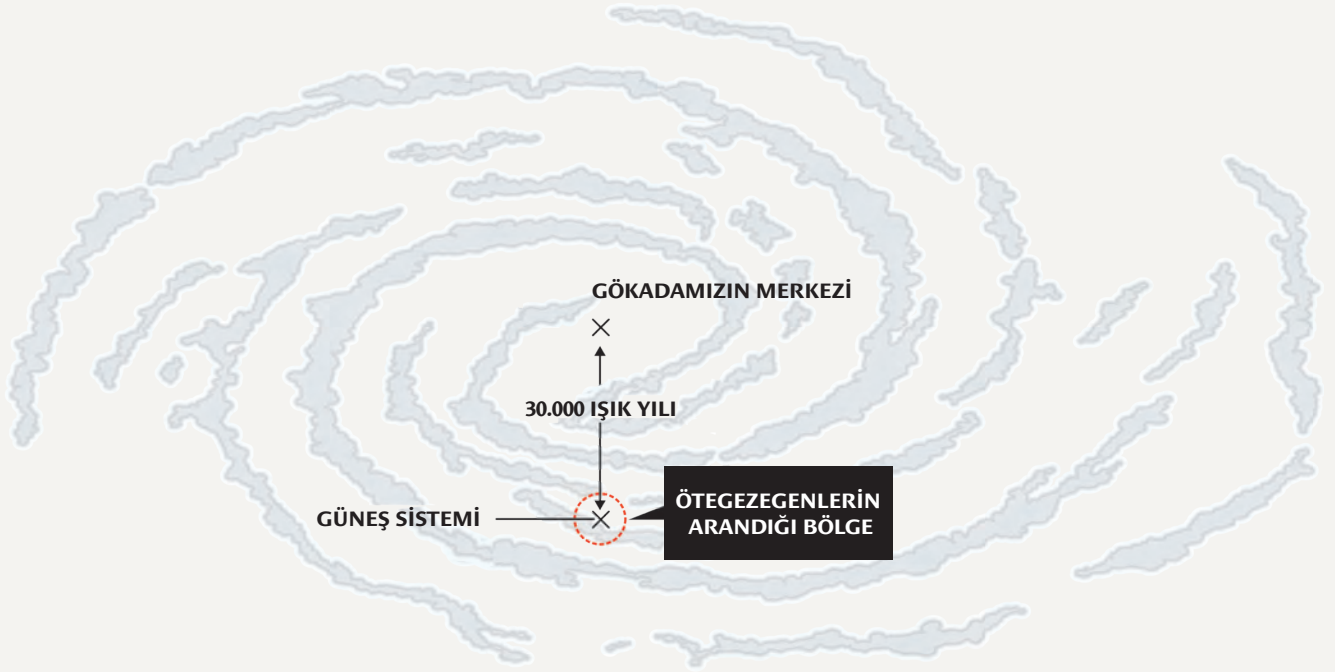 GÖKADAMIZIN MERKEZİ
30.000 IŞIK YILI
GÜNEŞ SİSTEMİ
ÖTEGEZEGENLERİN
ARANDIĞI BÖLGE